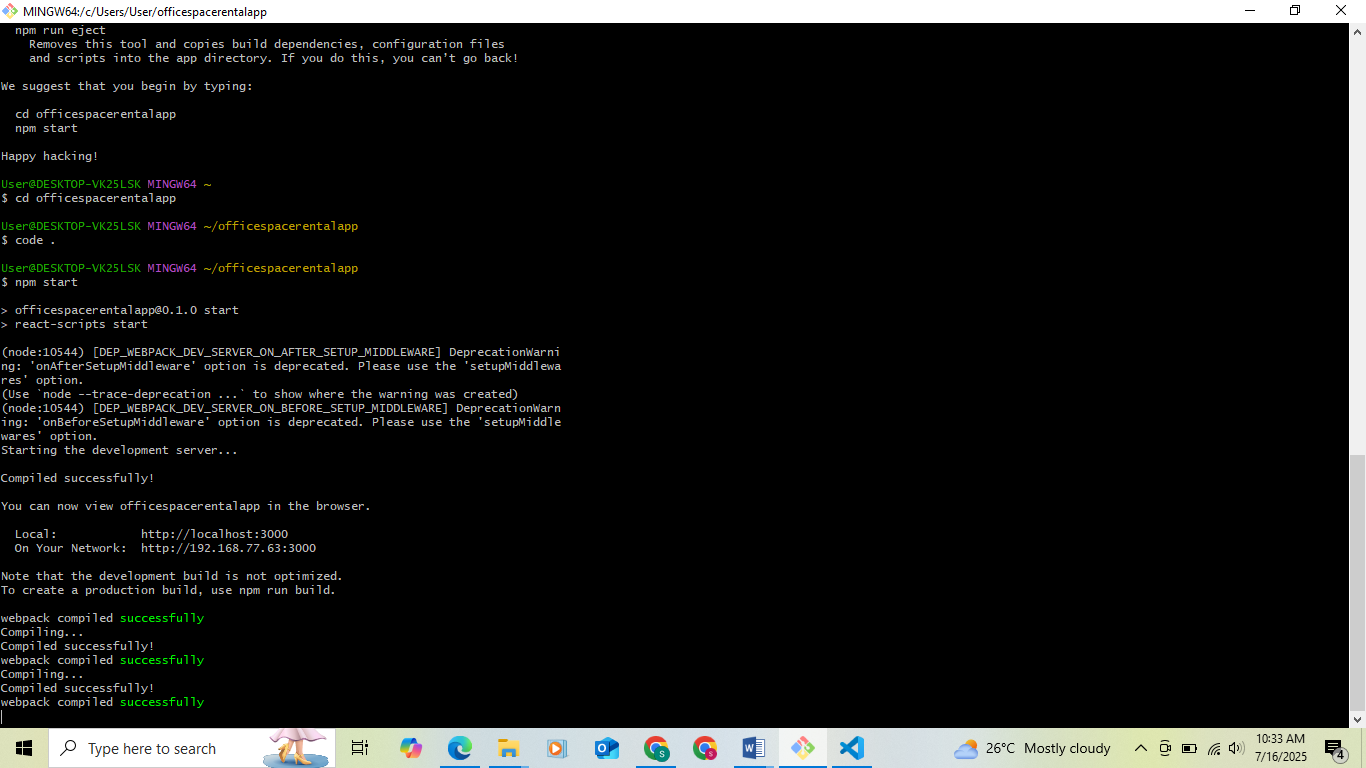 MINGW64:/c/Users/User/officespacerentalapp
npm run eject
Removes this tool and copies build dependencies, configuration files
and scripts into the app directory. If you do this, you can't go back!
We suggest that you begin by typing:
cd officespacerentalapp
npm start
Happy hacking!
User@DESKTOP-VK25LSK MINGW64 ~
$ cd officespacerentalapp
User@DESKTOP-VK25LSK MINGW64 ~/officespacerentalapp
$ code .
User@DESKTOP-VK25LSK MINGW64 ~/officespacerentalapp
$ npm start
> officespacerentalapp@0.1.0 start
> react-scripts start
(node:10544) [DEP_WEBPACK_DEV_SERVER_ON_AFTER_SETUP_MIDDLEWARE] DeprecationWarni
ng: 'onAfterSetupMiddleware' option is deprecated. Please use the 'setupMiddlewa
res' option.
(Use `node --trace-deprecation ...` to show where the warning was created)
(node:10544) [DEP_WEBPACK_DEV_SERVER_ON_BEFORE_SETUP_MIDDLEWARE] DeprecationWarn
ing: 'onBeforeSetupMiddleware' option is deprecated. Please use the 'setupMiddle
wares' option.
Starting the development server...
Compiled successfully!
You can now view officespacerentalapp in the browser.
Local: http://localhost:3000
On Your Network: http://192.168.77.63:3000
Note that the development build is not optimized.
To create a production build, use npm run build.
webpack compiled successfully
Compiling...
Compiled successfully!
webpack compiled successfully
Compiling...
Compiled successfully!
webpack compiled successfully
Type here to search
26°C Mostly cloudy
10:33 AM
7/16/2025
4